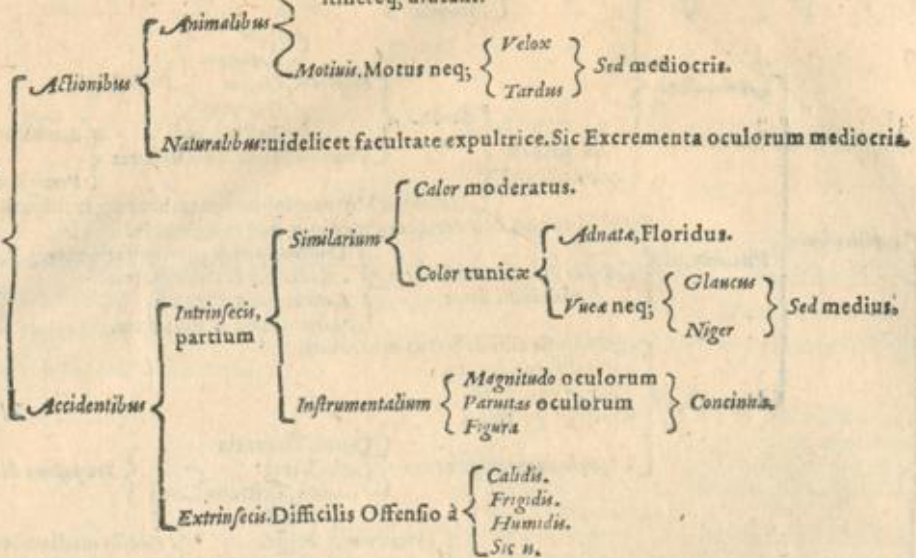 Animalibus
Motiuis. Motus neq;
Velox
Tardus
Sed mediocris.
Actionibus
Naturalibus: uidelicet facultate expultrice. Sic Excrementa oculorum mediocria.
Calor moderatus.
Similarium
Adnatæ, Floridus.
Color tunicæ
Glaucus
Vueæ neq;
Sed medius.
Niger
Intrinsecis,
partium
Magnitudo oculorum
Instrumentalium
Paruitas oculorum
Concinna.
Figura
Accidentibus
Calidis.
Frigidis.
Extrinsecis. Difficilis Offensio à
Humidis.